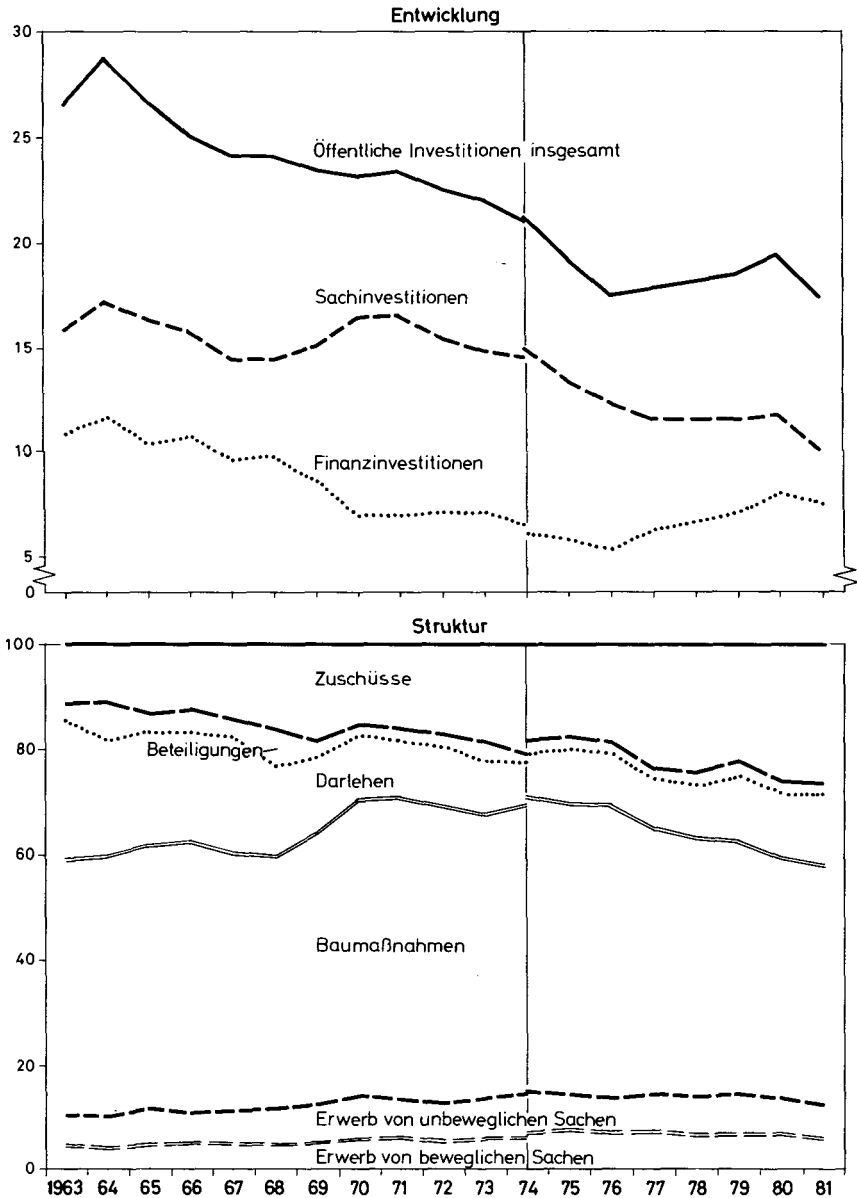 Entwicklung
30
25
Öffentliche Investitionen insgesamt
20
Sachinvestitionen
15
10
Finanzinvestitionen
5
0
Struktur
100
Zuschüsse
80
Beteiligungen
Darlehen
60
Baumaßnahmen
40
20
Erwerb von unbeweglichen Sachen
Erwerb von beweglichen Sachen
0
1963 64 65 66 67 68 69 70 71 72 73 74 75 76 77 78 79 80 81